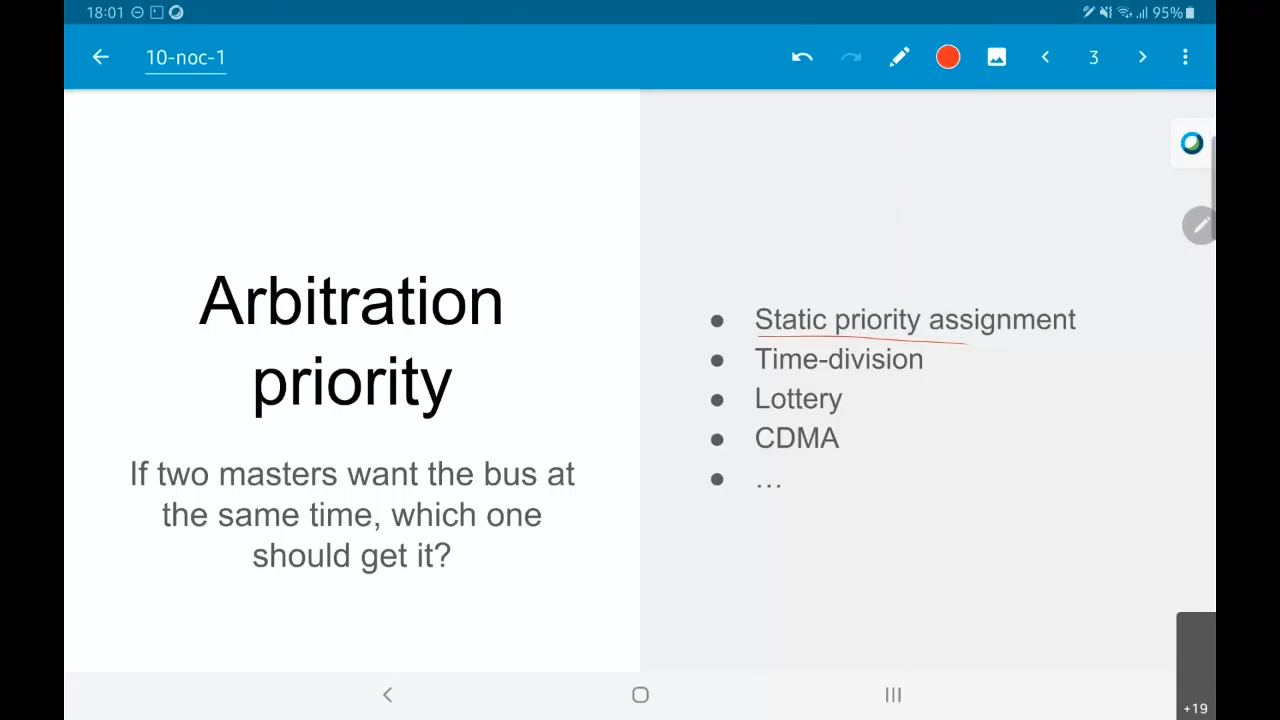 18:01
95%
10-noc-1
3
Arbitration
priority
If two masters want the bus at
the same time, which one
should get it?
● Static priority assignment
● Time-division
● Lottery
● CDMA
● …
+19